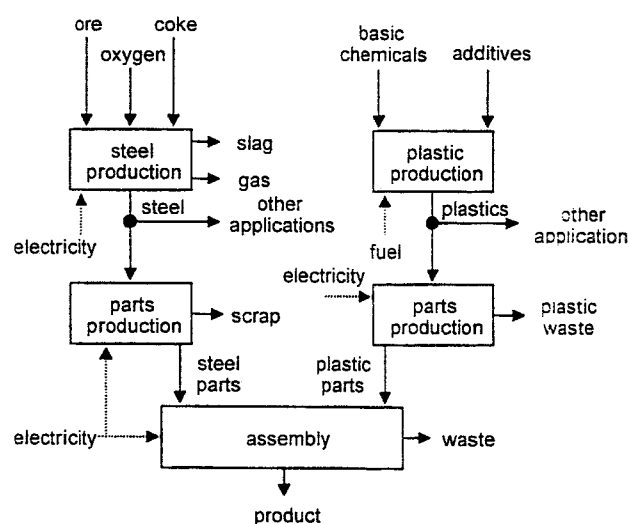 ore
coke
oxygen
basic
chemicals
additives
steel
production
slag
gas
plastic
production
steel
other
applications
plastics
other
application
electricity
fuel
electricity
parts
production
scrap
parts
production
plastic
waste
steel
parts
plastic
parts
electricity
assembly
waste
product